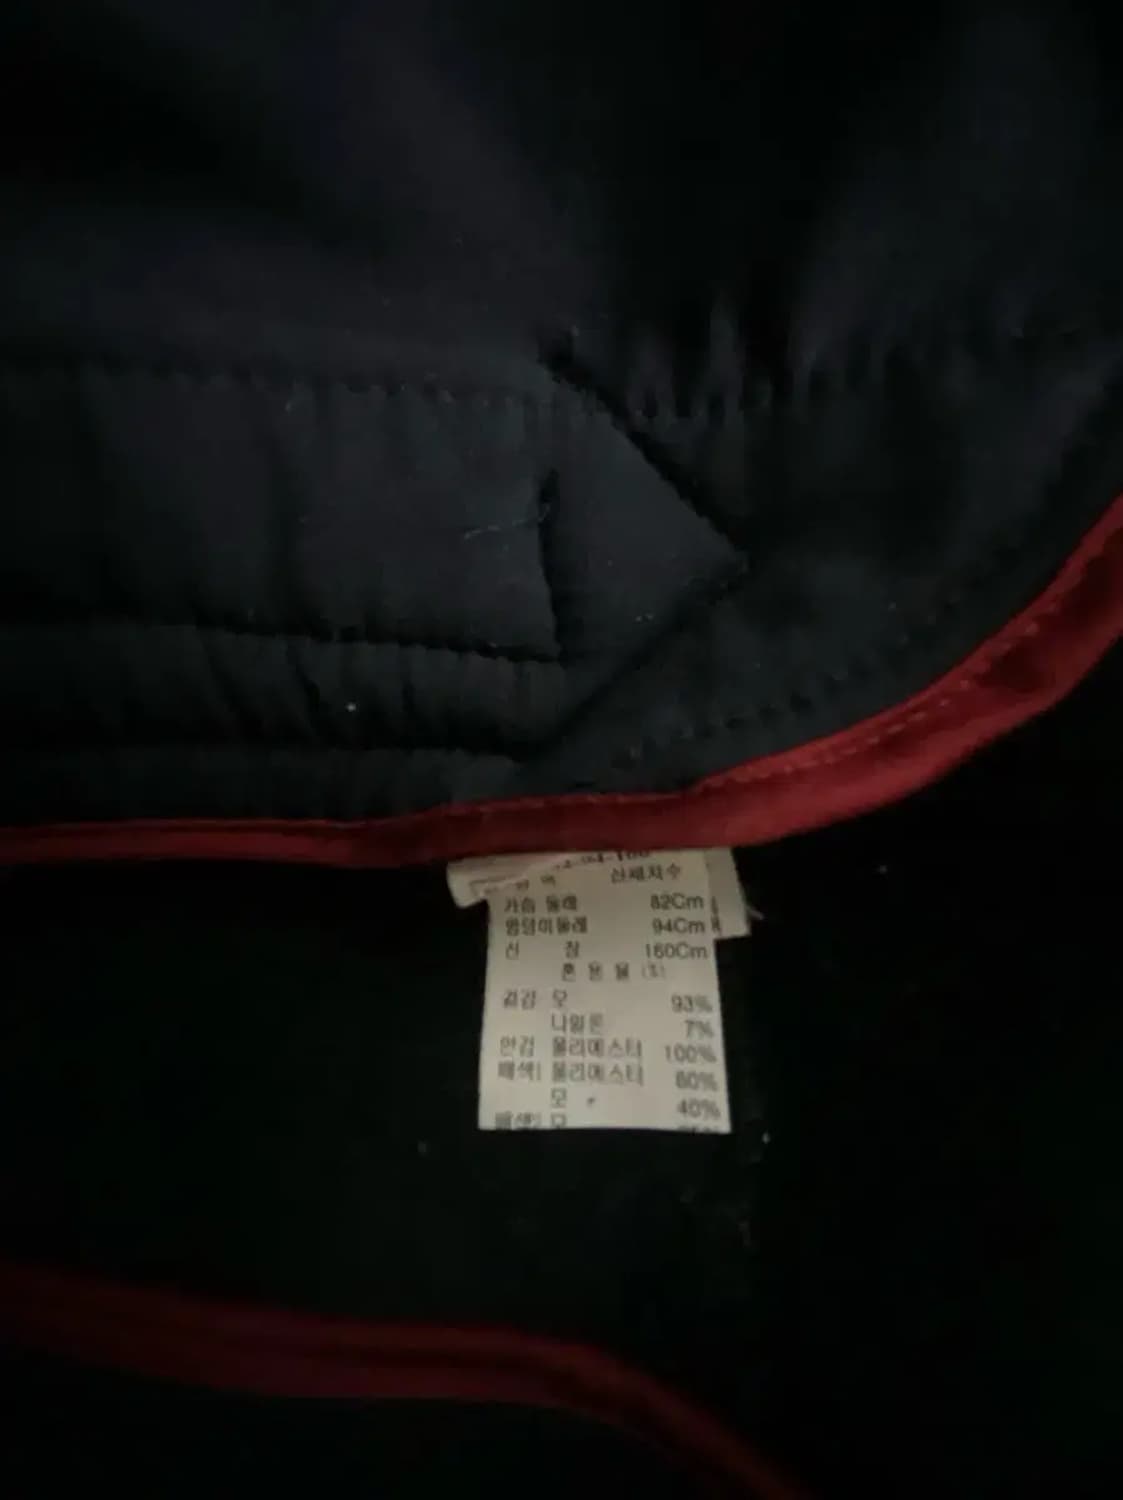 신체치수
가슴 둘레 82Cm
엉덩이둘레 94Cm
신 장 160Cm
혼 용 율 (%)
겉감 모 93%
나일론 7%
안감 폴리에스터 100%
배색1 폴리에스터 60%
모 40%
모